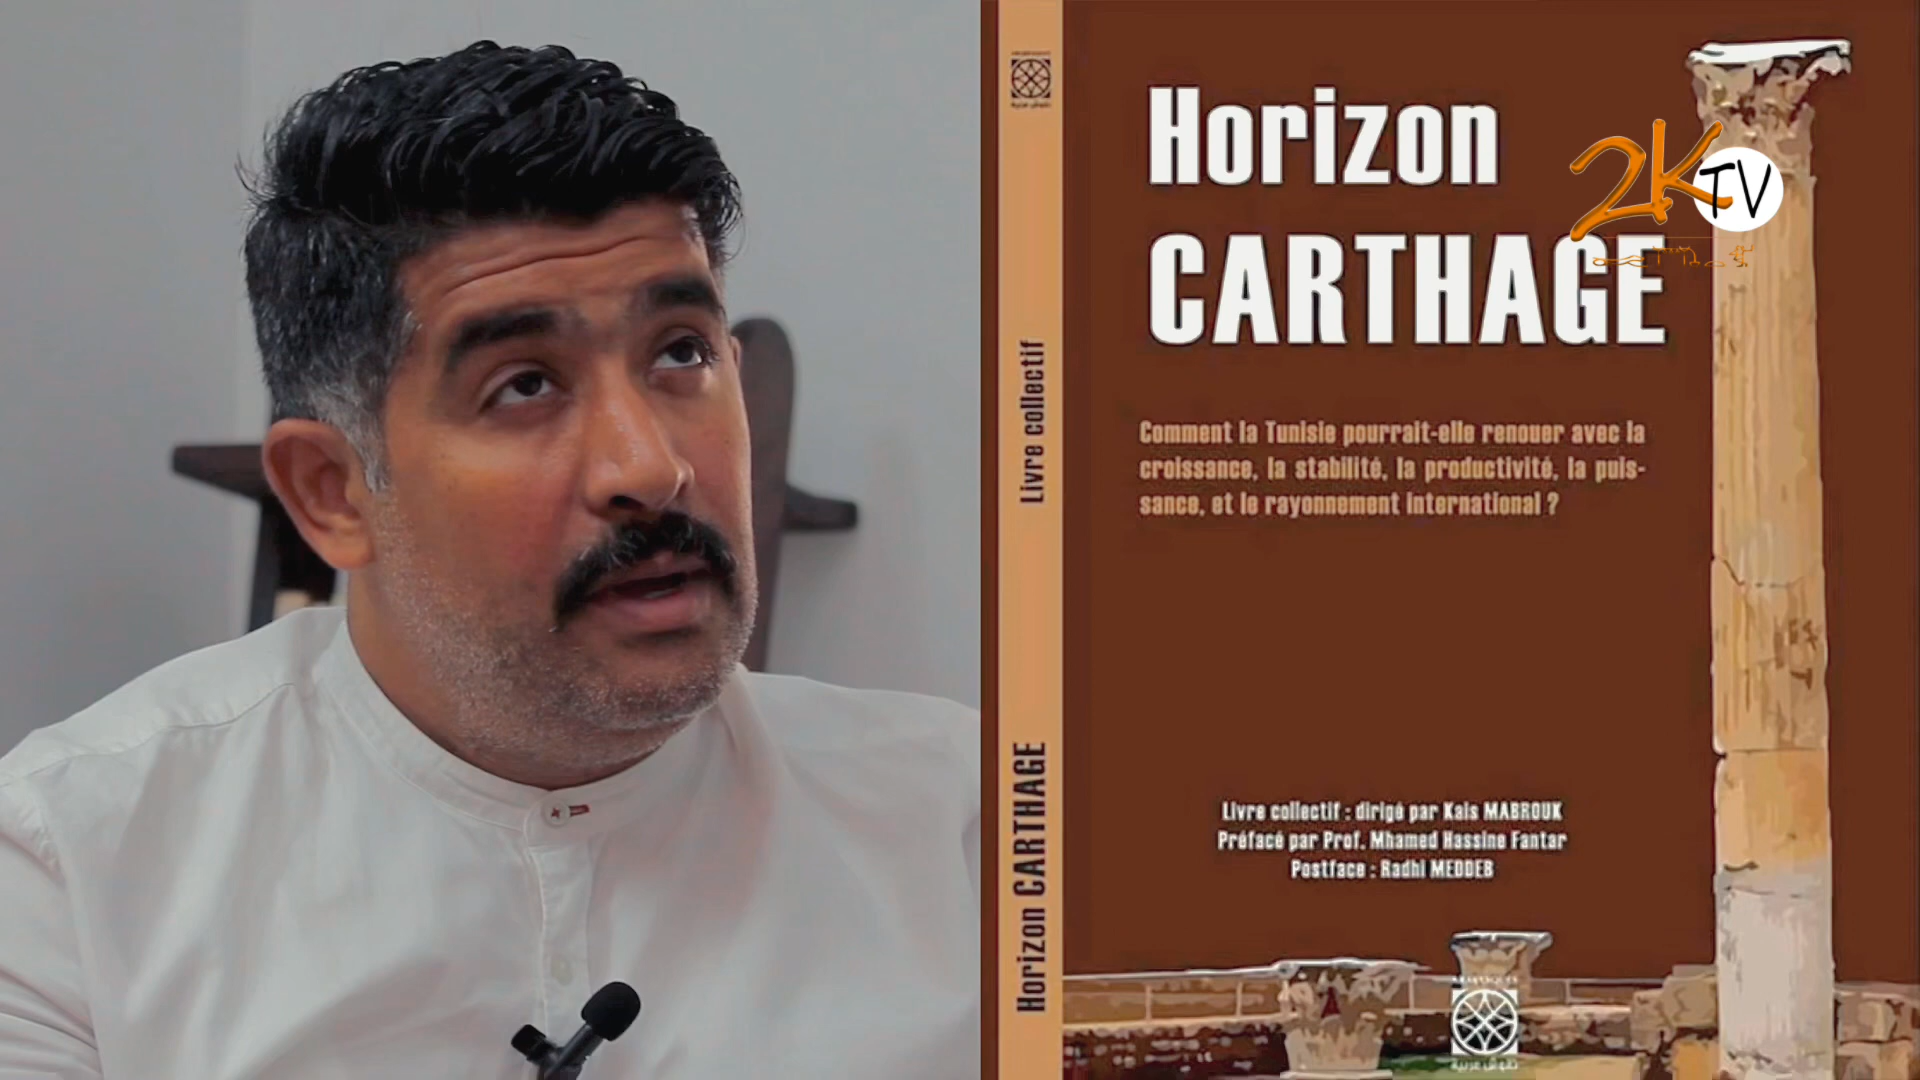 Horizon
CARTHAGE
2K TV
Comment la Tunisie pourrait-elle renouer avec la
croissance, la stabilité, la productivité, la puis-
sance, et le rayonnement international ?
Livre collectif : dirigé par Kais MABROUK
Préfacé par Prof. Mhamed Hassine Fantar
Postface : Radhi MEDDEB
Livre collectif
Horizon CARTHAGE